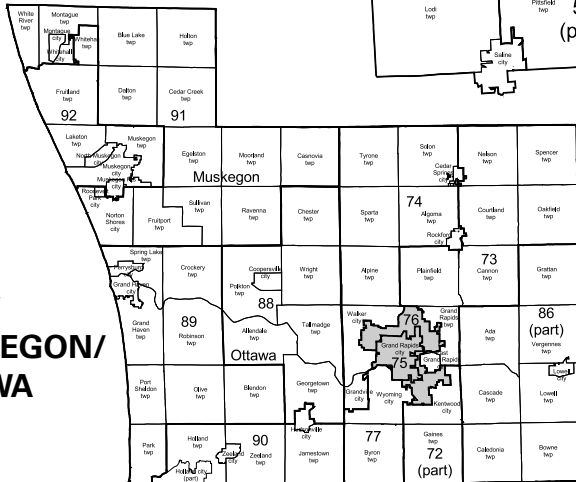 White
River
twp
Montague
twp
Montague
city
Whitehall
city
Blue Lake
twp
Holton
twp
Lodi
twp
Pittsfield
twp
(p
Saline
city
Fruitland
twp
92
Dalton
twp
Cedar Creek
twp
91
Laketon
twp
Muskegon
twp
North Muskegon
city
Muskegon
city
Egelston
twp
Moorland
twp
Casnovia
twp
Tyrone
twp
Solon
twp
Cedar
Springs
city
Nelson
twp
Spencer
twp
Muskegon
Roosevelt
Park
city
Norton
Shores
city
Fruitport
twp
Sullivan
twp
Ravenna
twp
Chester
twp
Sparta
twp
74
Algoma
twp
Rockford
city
Courtland
twp
Oakfield
twp
Spring Lake
twp
Ferrysburg
Grand Haven
city
Crockery
twp
Coopersville
city
Polkton
twp
88
Wright
twp
Alpine
twp
Plainfield
twp
73
Cannon
twp
Grattan
twp
Grand
Haven
twp
89
Robinson
twp
Allendale
twp
Tallmadge
twp
Walker
city
76
Grand
Rapids
twp
Ada
twp
86
(part)
Vergennes
twp
EGON/
WA
Ottawa
Grand Rapids
city
75
East
Grand Rapids
Lowell
city
Port
Sheldon
twp
Olive
twp
Blendon
twp
Georgetown
twp
Grandville
city
Wyoming
city
Kentwood
city
Cascade
twp
Lowell
twp
Hudsonville
city
Park
twp
Holland
twp
Holland city
(part)
Zeeland
city
90
Zeeland
twp
Jamestown
twp
77
Byron
twp
Gaines
twp
72
(part)
Caledonia
twp
Bowne
twp